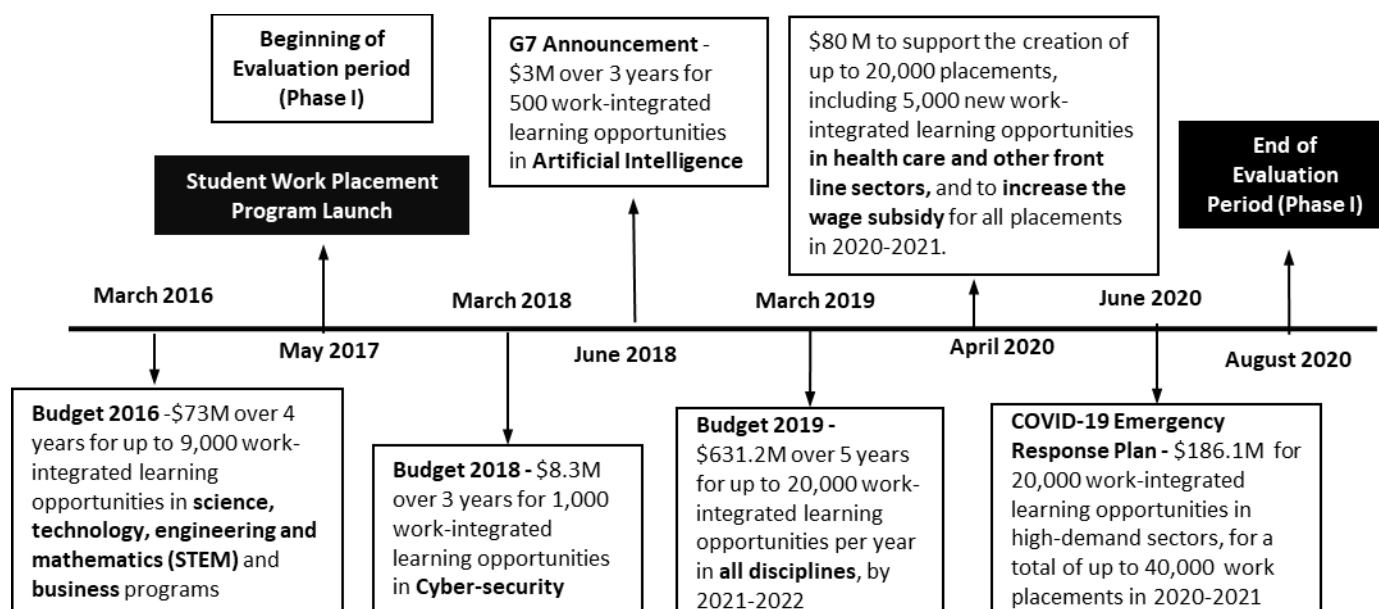 Beginning of
Evaluation period
(Phase I)
Student Work Placement
Program Launch
G7 Announcement -
$3M over 3 years for
500 work-integrated
learning opportunities
in Artificial Intelligence
$80 M to support the creation of
up to 20,000 placements,
including 5,000 new work-
integrated learning opportunities
in health care and other front
line sectors, and to increase the
wage subsidy for all placements
in 2020-2021.
End of
Evaluation
Period (Phase I)
March 2016
March 2018
March 2019
June 2020
May 2017
June 2018
April 2020
August 2020
Budget 2016 -$73M over 4
years for up to 9,000 work-
integrated learning
opportunities in science,
technology, engineering and
mathematics (STEM) and
business programs
Budget 2018 - $8.3M
over 3 years for 1,000
work-integrated
learning opportunities
in Cyber-security
Budget 2019 -
$631.2M over 5 years
for up to 20,000 work-
integrated learning
opportunities per year
in all disciplines, by
2021-2022
COVID-19 Emergency
Response Plan - $186.1M for
20,000 work-integrated
learning opportunities in
high-demand sectors, for a
total of up to 40,000 work
placements in 2020-2021